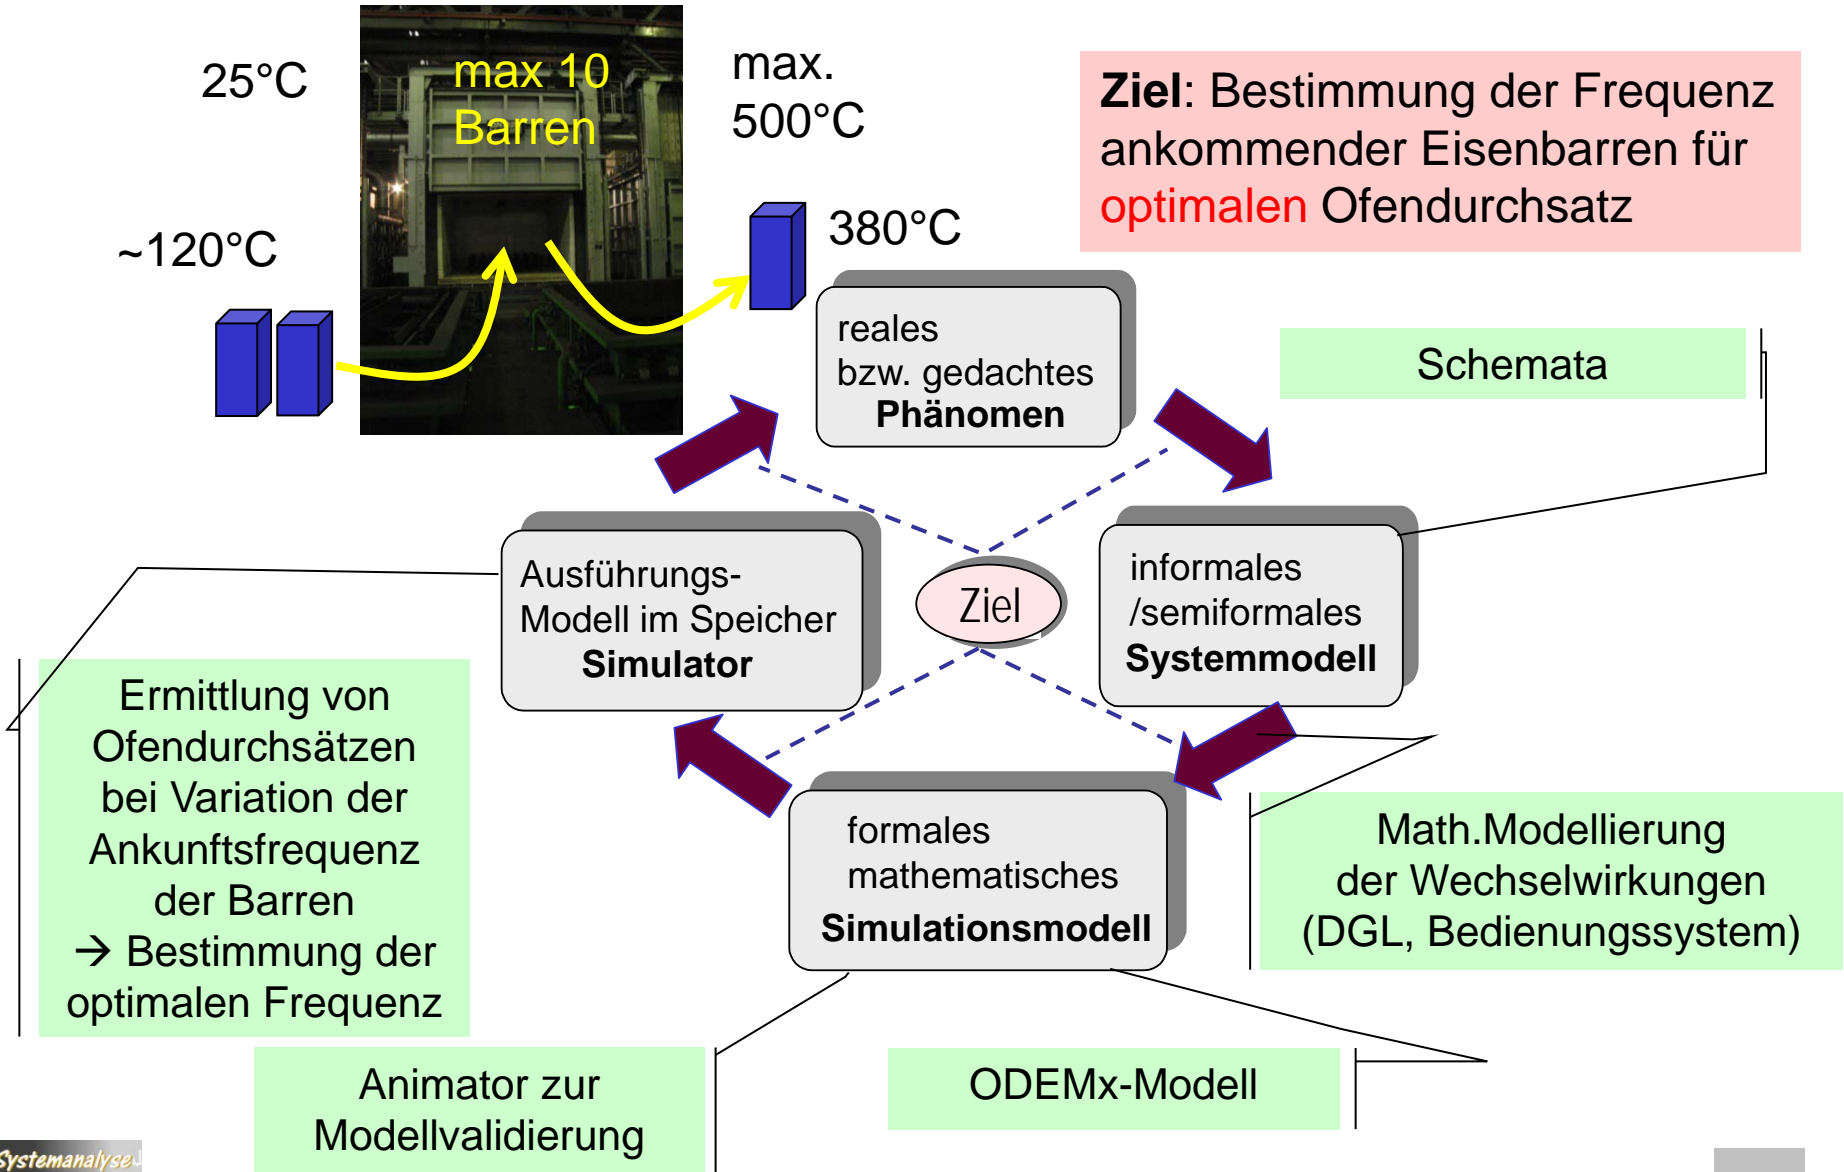 25°C
max 10
Barren
max.
500°C
~120°C
380°C
Ziel: Bestimmung der Frequenz
ankommender Eisenbarren für
optimalen Ofendurchsatz
reales
bzw. gedachtes
Phänomen
Schemata
Ausführungs-
Modell im Speicher
Simulator
Ziel
informales
/semiformales
Systemmodell
Ermittlung von
Ofendurchsätzen
bei Variation der
Ankunftsfrequenz
der Barren
→ Bestimmung der
optimalen Frequenz
formales
mathematisches
Simulationsmodell
Math.Modellierung
der Wechselwirkungen
(DGL, Bedienungssystem)
Animator zur
Modellvalidierung
ODEMx-Modell
Systemanalyse